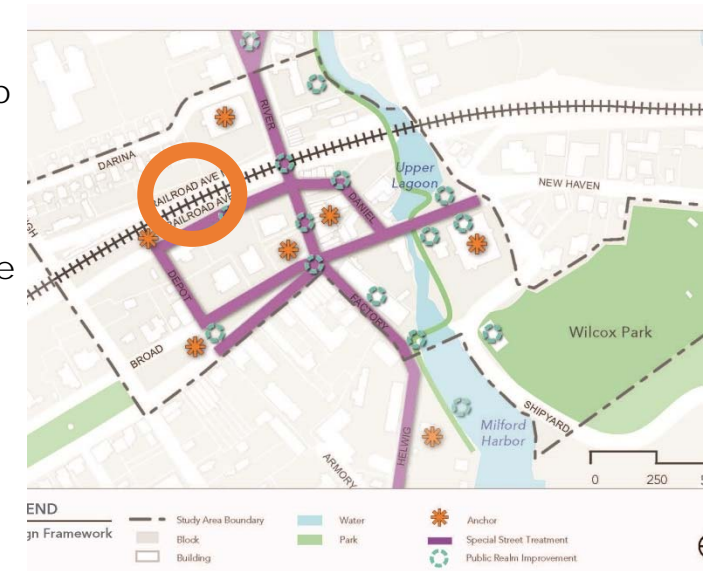 DARINA
RIVER
RAILROAD AVE
RAILROAD AVE
Upper
Lagoon
NEW HAVEN
DANIEL
DEPOT
BROAD
FACTORY
Wilcox Park
SHIPYARD
Milford
Harbor
HELWIG
ARMORY
0 250
END
gn Framework
Study Area Boundary
Block
Building
Water
Park
Anchor
Special Street Treatment
Public Realm Improvement